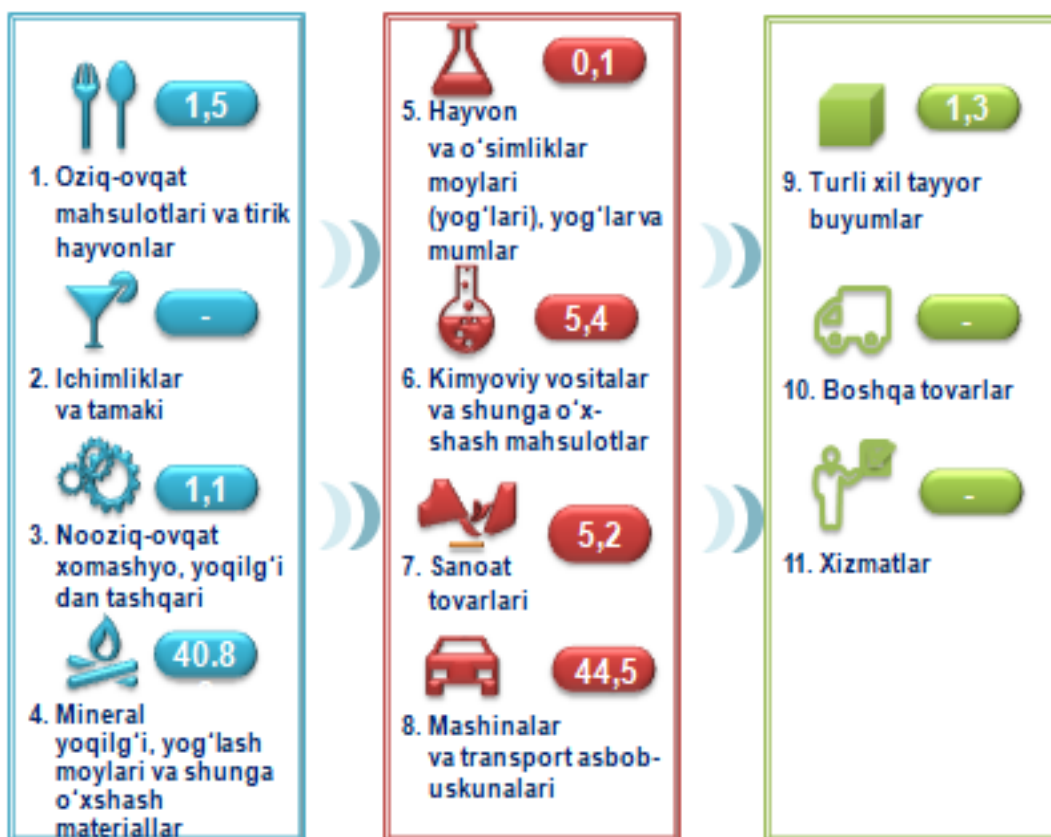 1,5
1. Oziq-ovqat
mahsulotlari va tirik
hayvonlar
-
2. Ichimliklar
va tamaki
1,1
3. Nooziq-ovqat
xomashyo, yoqilg‘i
dan tashqari
40.8
4. Mineral
yoqilg‘i, yog‘lash
moylari va shunga
o‘xshash
materiallar
0,1
5. Hayvon
va o‘simliklar
moylari
(yog‘lari), yog‘lar va
mumlar
5,4
6. Kimyoviy vositalar
va shunga o‘x-
shash mahsulotlar
5,2
7. Sanoat
tovarlari
44,5
8. Mashinalar
va transport asbob-
uskunalari
1,3
9. Turli xil tayyor
buyumlar
-
10. Boshqa tovarlar
-
11. Xizmatlar